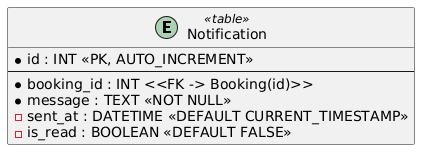 E
«table»
Notification
id : INT «PK, AUTO_INCREMENT»
booking_id : INT <<FK -> Booking(id)>>
message : TEXT «NOT NULL»
sent_at : DATETIME «DEFAULT CURRENT_TIMESTAMP»
is_read : BOOLEAN «DEFAULT FALSE»